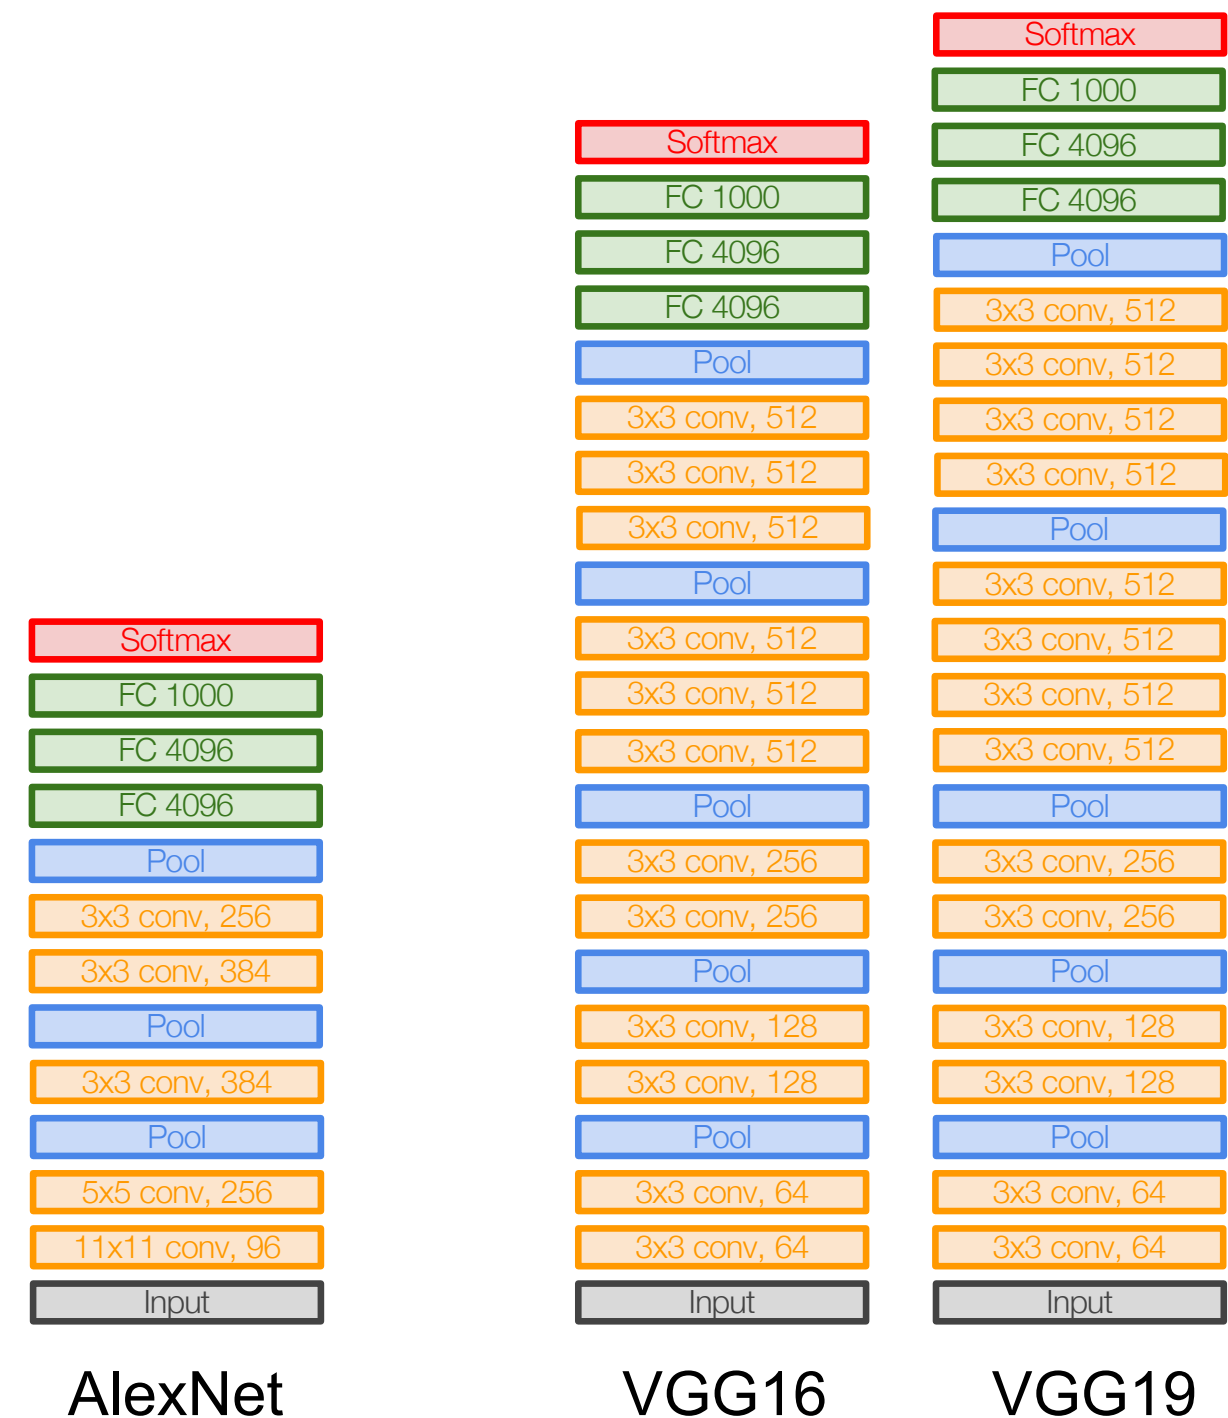 Softmax
FC 1000
FC 4096
FC 4096
Pool
3x3 conv, 256
3x3 conv, 384
Pool
3x3 conv, 384
Pool
5x5 conv, 256
11x11 conv, 96
Input
AlexNet
Softmax
FC 1000
FC 4096
FC 4096
Pool
3x3 conv, 512
3x3 conv, 512
3x3 conv, 512
Pool
3x3 conv, 512
3x3 conv, 512
3x3 conv, 512
Pool
3x3 conv, 256
3x3 conv, 256
Pool
3x3 conv, 128
3x3 conv, 128
Pool
3x3 conv, 64
3x3 conv, 64
Input
VGG16
Softmax
FC 1000
FC 4096
FC 4096
Pool
3x3 conv, 512
3x3 conv, 512
3x3 conv, 512
3x3 conv, 512
Pool
3x3 conv, 512
3x3 conv, 512
3x3 conv, 512
3x3 conv, 512
Pool
3x3 conv, 256
3x3 conv, 256
Pool
3x3 conv, 128
3x3 conv, 128
Pool
3x3 conv, 64
3x3 conv, 64
Input
VGG19